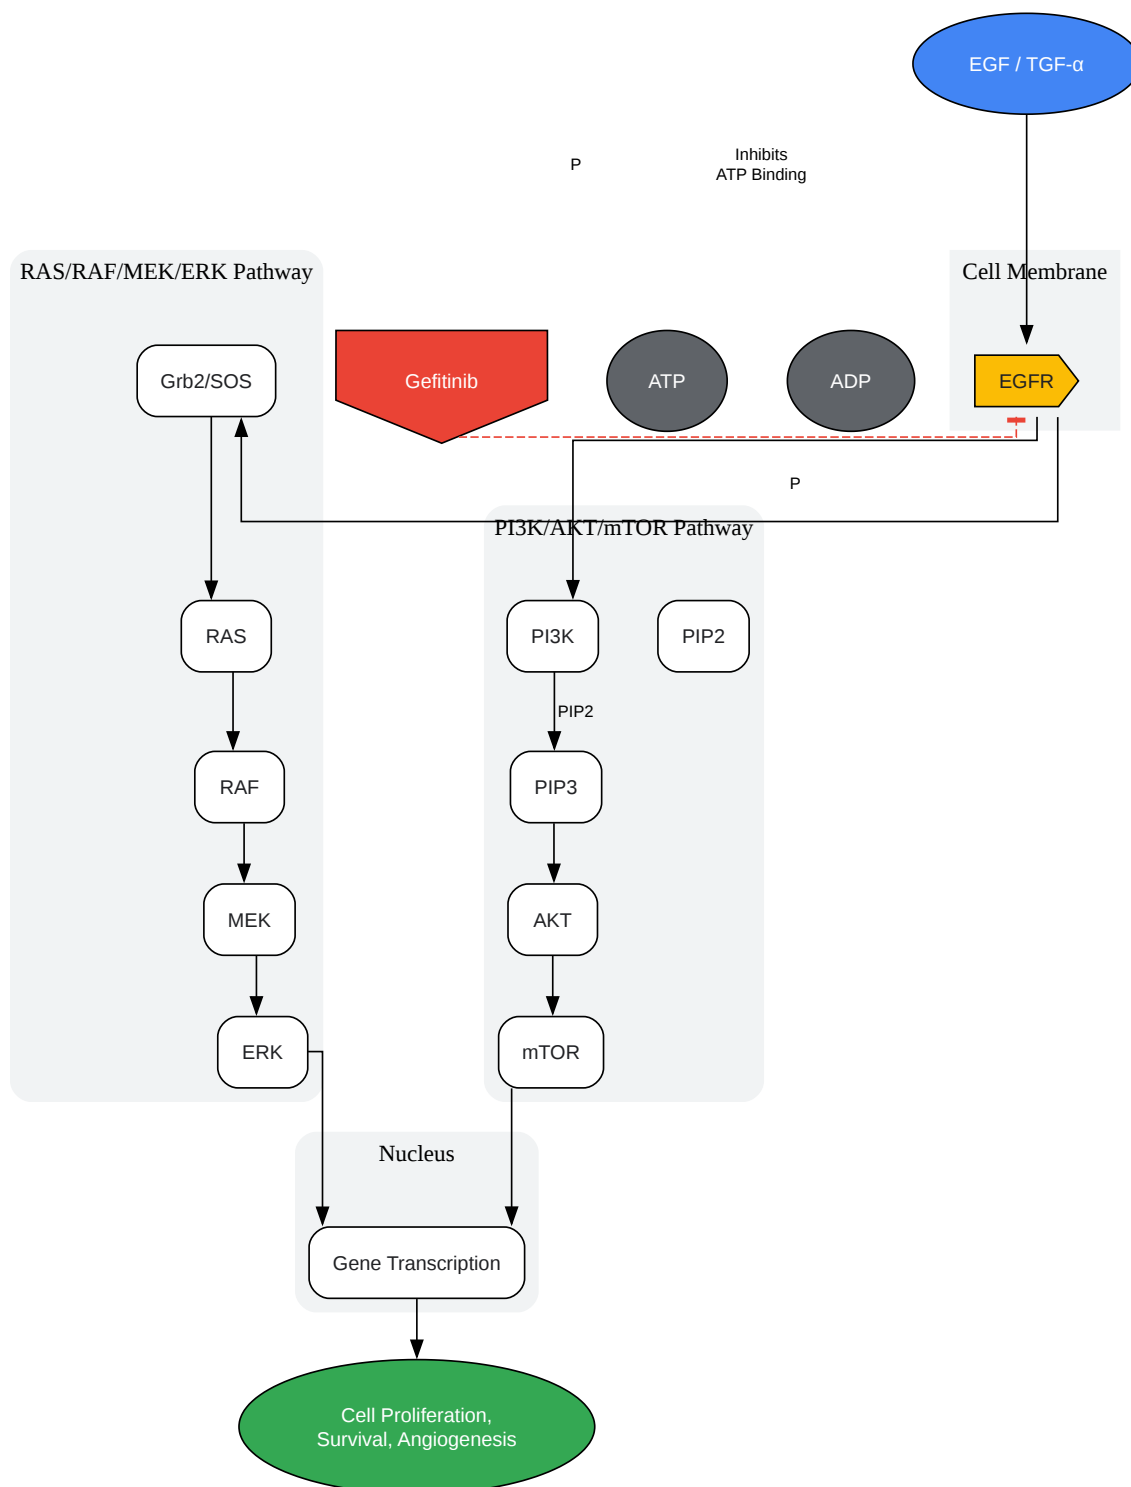 EGF / TGF-α
P
Inhibits
ATP Binding
RAS/RAF/MEK/ERK Pathway
Cell Membrane
Grb2/SOS
Gefitinib
ATP
ADP
EGFR
P
PI3K/AKT/mTOR Pathway
RAS
PI3K
PIP2
PIP2
RAF
PIP3
MEK
AKT
ERK
mTOR
Nucleus
Gene Transcription
Cell Proliferation,
Survival, Angiogenesis